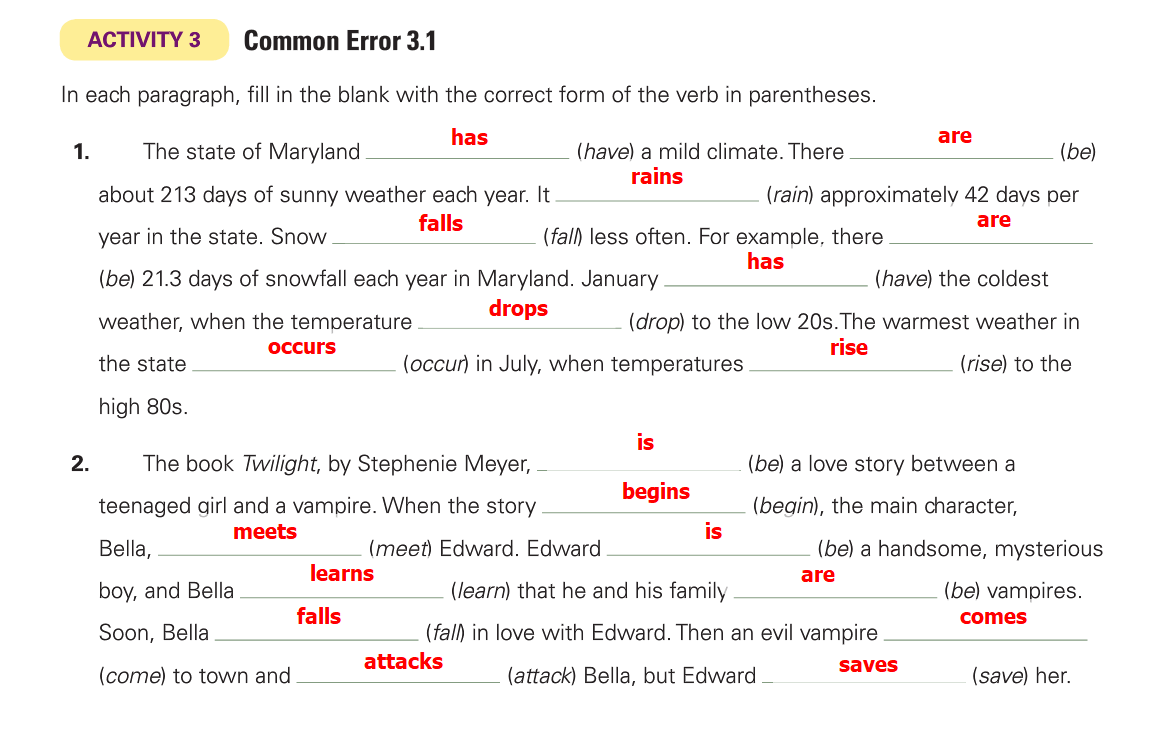 ACTIVITY 3 Common Error 3.1
In each paragraph, fill in the blank with the correct form of the verb in parentheses.
1. The state of Maryland has (have) a mild climate. There are (be)
about 213 days of sunny weather each year. It rains (rain) approximately 42 days per
year in the state. Snow falls (fall) less often. For example, there are
(be) 21.3 days of snowfall each year in Maryland. January has (have) the coldest
weather, when the temperature drops (drop) to the low 20s.The warmest weather in
the state occurs (occur) in July, when temperatures rise (rise) to the
high 80s.
2. The book Twilight, by Stephenie Meyer, is (be) a love story between a
teenaged girl and a vampire. When the story begins (begin), the main character,
Bella, meets (meet) Edward. Edward is (be) a handsome, mysterious
boy, and Bella learns (learn) that he and his family are (be) vampires.
Soon, Bella falls (fall) in love with Edward. Then an evil vampire comes
(come) to town and attacks (attack) Bella, but Edward saves (save) her.